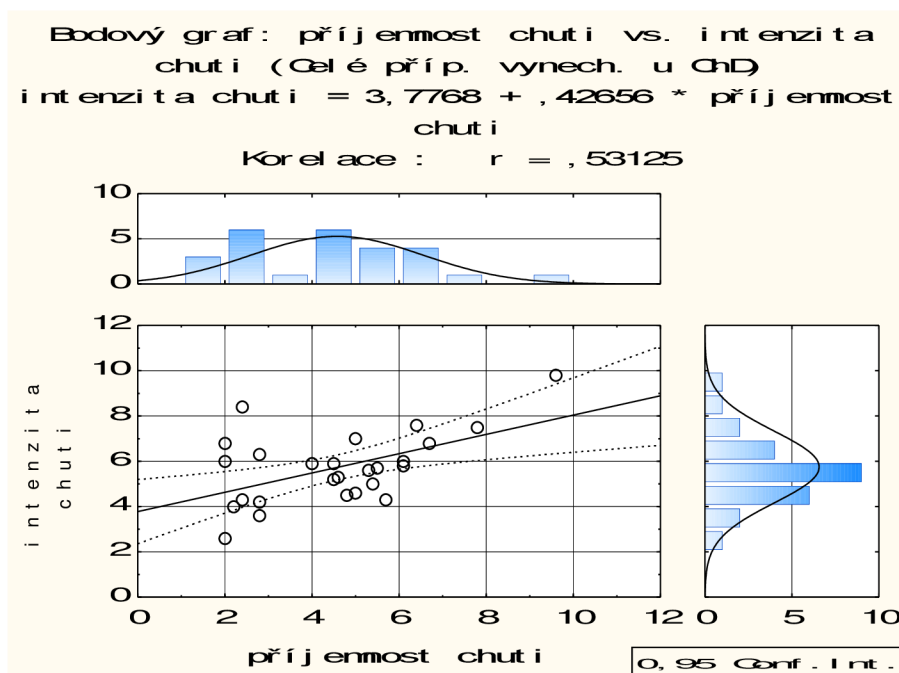 Bodový graf: příjemnost chuti vs. intenzita
chuti (Celé příp. vynech. u ChD)
intenzita chuti = 3,7768 + ,42656 * příjemnost
chuti
Korelace : r = ,53125
10
5
0
12
10
8
6
4
2
0
intenzita
chuti
0 2 4 6 8 10 12
0 5 10
příjemnost chuti
0,95 Conf.Int.